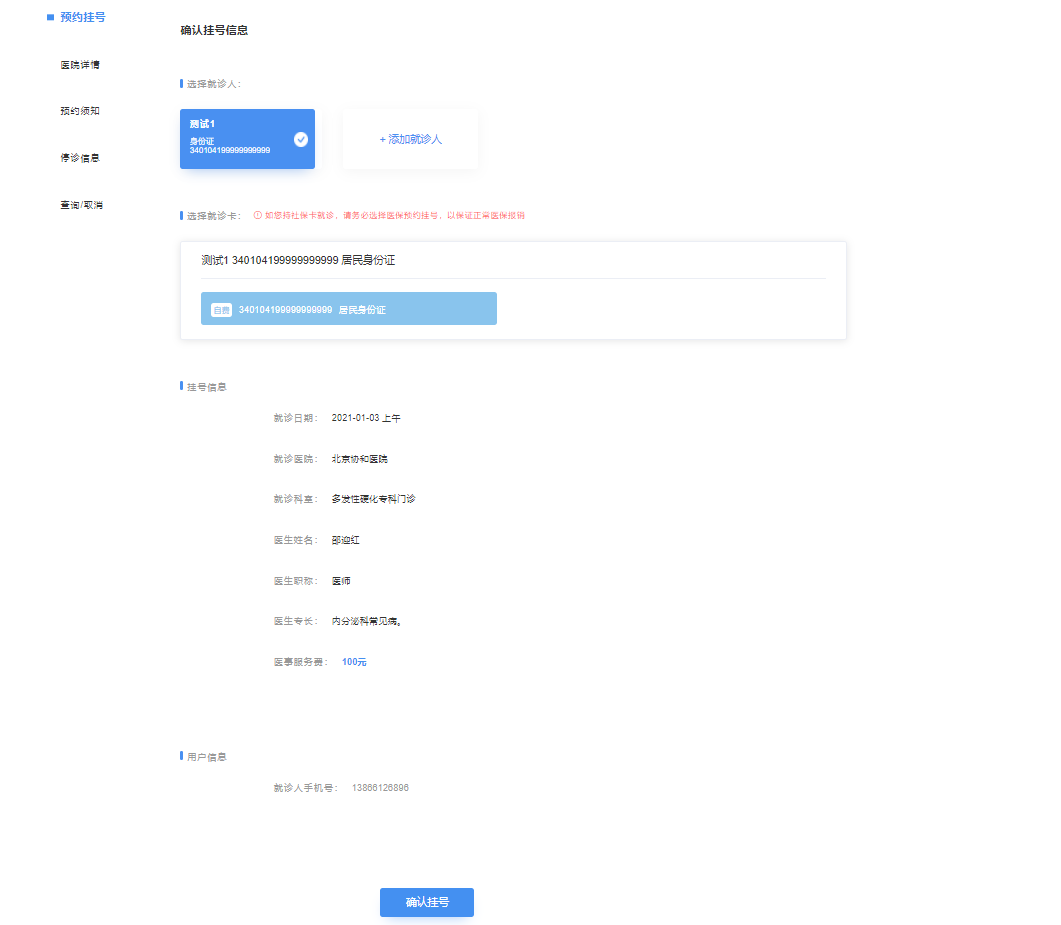 预约挂号
医院详情
预约须知
停诊信息
查询/取消
确认挂号信息
选择就诊人：
测试1
身份证
340104199999999999
+ 添加就诊人
选择就诊卡： 如您持社保卡就诊，请务必选择医保预约挂号，以保证正常医保报销
测试1 340104199999999999 居民身份证
自费 340104199999999999 居民身份证
挂号信息
就诊日期： 2021-01-03 上午
就诊医院： 北京协和医院
就诊科室： 多发性硬化专科门诊
医生姓名： 邵迎红
医生职称： 医师
医生专长： 内分泌科常见病。
医事服务费： 100元
用户信息
就诊人手机号： 13866126896
确认挂号